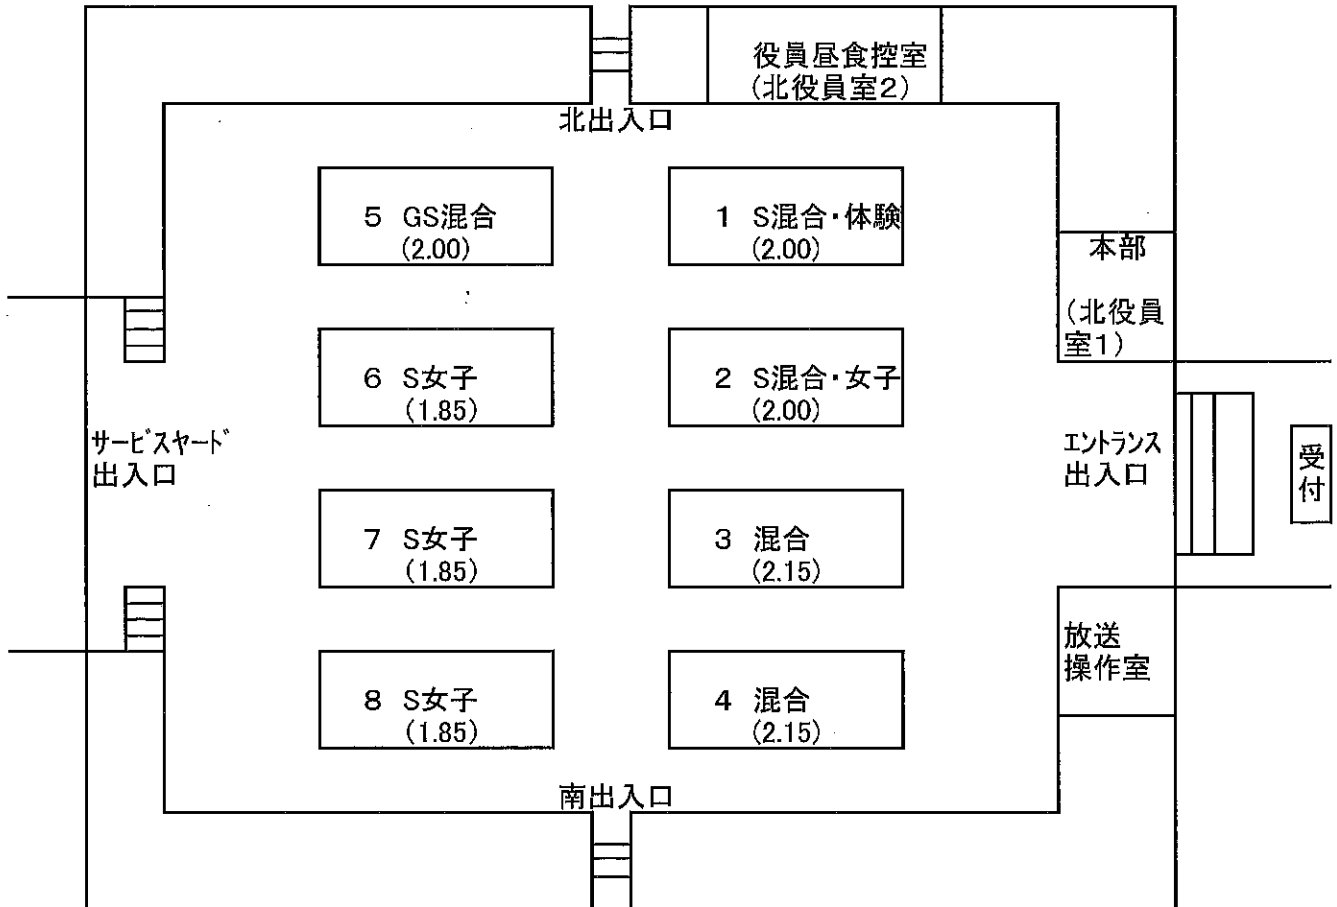 役員昼食控室
(北役員室2)
北出入口
5 GS混合
(2.00)
1 S混合・体験
(2.00)
本部
(北役員
室1)
6 S女子
(1.85)
2 S混合・女子
(2.00)
サービスヤード
出入口
エントランス
出入口
受付
7 S女子
(1.85)
3 混合
(2.15)
放送
操作室
8 S女子
(1.85)
4 混合
(2.15)
南出入口